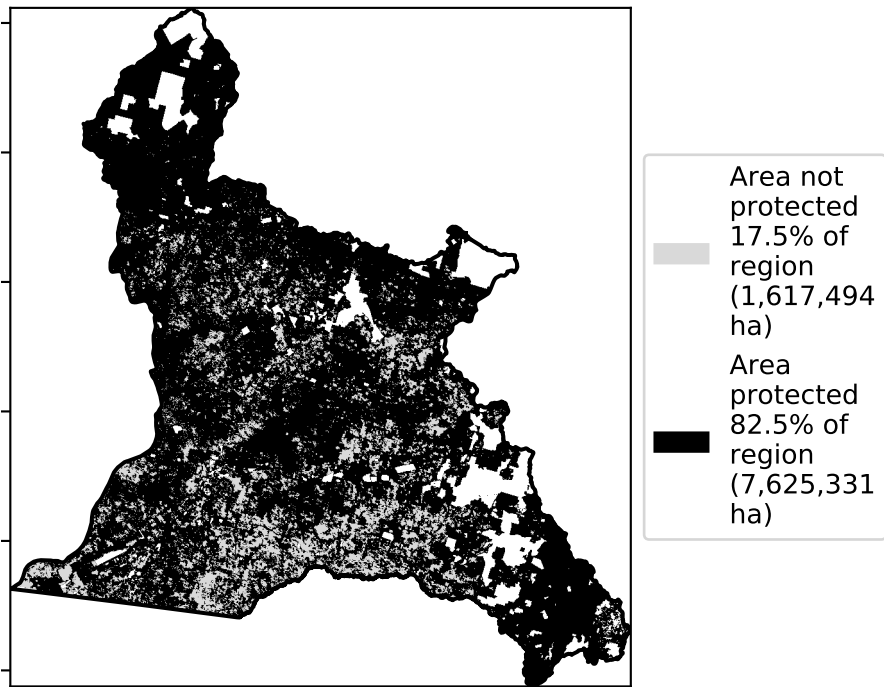 Area not
protected
17.5% of
region
(1,617,494
ha)
Area
protected
82.5% of
region
(7,625,331
ha)